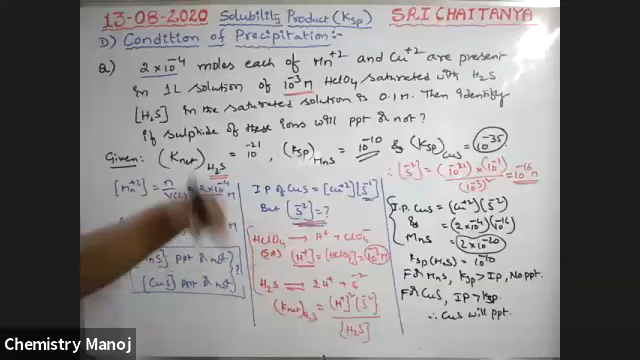 13-08-2020 Solubility Product (Ksp) SRI CHAITANYA
D) Condition of Precipitation:-
Q) 2×10⁻⁴ moles each of Mn⁺² and Cu⁺² are present
in 1L solution of 10⁻³M HClO₄ saturated with H₂S.
[H₂S] in the saturated solution is 0.1M. Then identify
if sulphide of these ions will ppt or not?
Given: (Knet)H₂S = 10⁻²¹, (Ksp)MnS = 10⁻¹⁰ & (Ksp)CuS = 10⁻³⁵
[Mn⁺²] = n/V(L) = 2×10⁻⁴ M
ppt or not?
[CuS] ppt or not?
I.P of CuS = [Cu⁺²][S⁻²]
But [S⁻²] = ?
HClO₄ → H⁺ + ClO₄⁻
(SA) [H⁺] = [HClO₄] = 10⁻³M
H₂S ⇌ 2H⁺ + S⁻²
(Knet)H₂S = [H⁺]²[S⁻²]/[H₂S]
∴ [S⁻²] = (10⁻²¹)×(10⁻¹)/(10⁻³)² = 10⁻¹⁶M
I.P. CuS = (Cu⁺²)(S⁻²)
& = (2×10⁻⁴)(10⁻¹⁶)
MnS = 2×10⁻²⁰
Ksp(MnS) = 10⁻¹⁰
For MnS, Ksp > IP, No ppt.
For CuS, IP > Ksp.
∴ CuS will ppt.
Chemistry Manoj